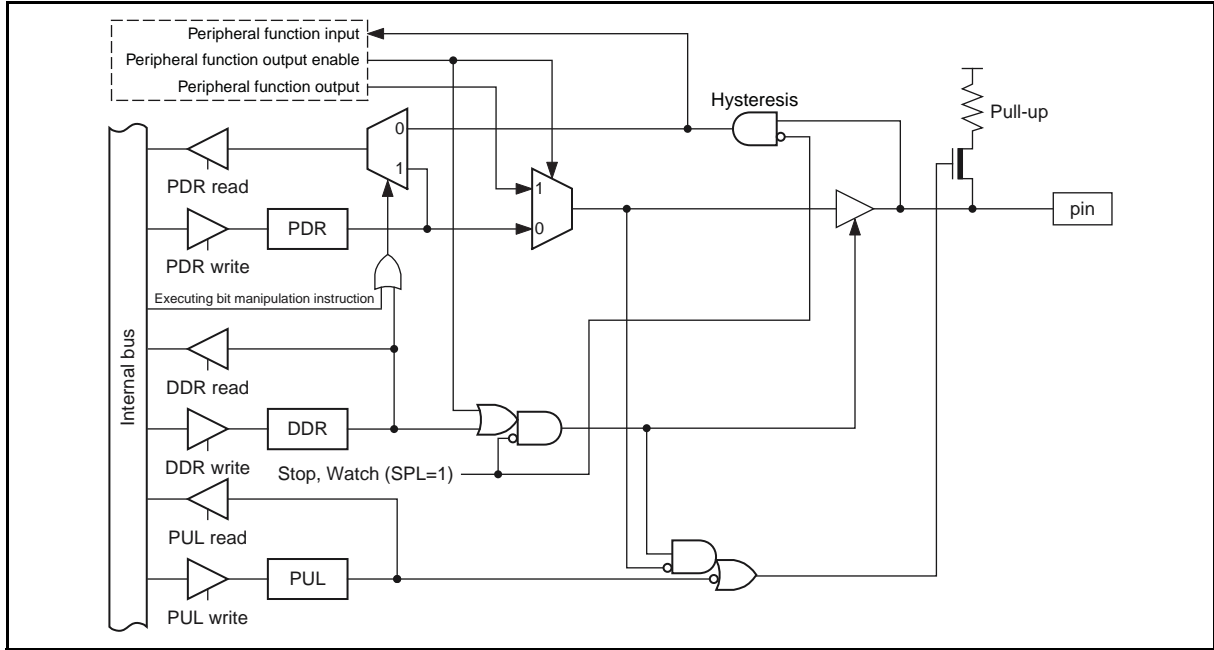 Peripheral function input
Peripheral function output enable
Peripheral function output
Hysteresis
Pull-up
0
1
PDR read
1
0
pin
PDR
PDR write
Executing bit manipulation instruction
Internal bus
DDR read
DDR
DDR write
Stop, Watch (SPL=1)
PUL read
PUL
PUL write